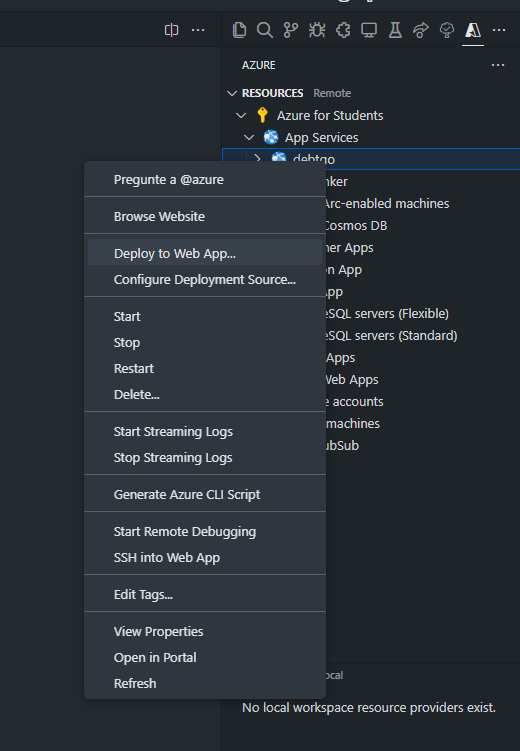 AZURE
RESOURCES Remote
Azure for Students
App Services
debtgo
Pregunte a @azure
Browse Website
Deploy to Web App...
Configure Deployment Source...
Start
Stop
Restart
Delete...
Start Streaming Logs
Stop Streaming Logs
Generate Azure CLI Script
Start Remote Debugging
SSH into Web App
Edit Tags...
View Properties
Open in Portal
Refresh
nker
Arc-enabled machines
Cosmos DB
ner Apps
on App
App
eSQL servers (Flexible)
eSQL servers (Standard)
Apps
Web Apps
e accounts
machines
ubSub
ocal
No local workspace resource providers exist.